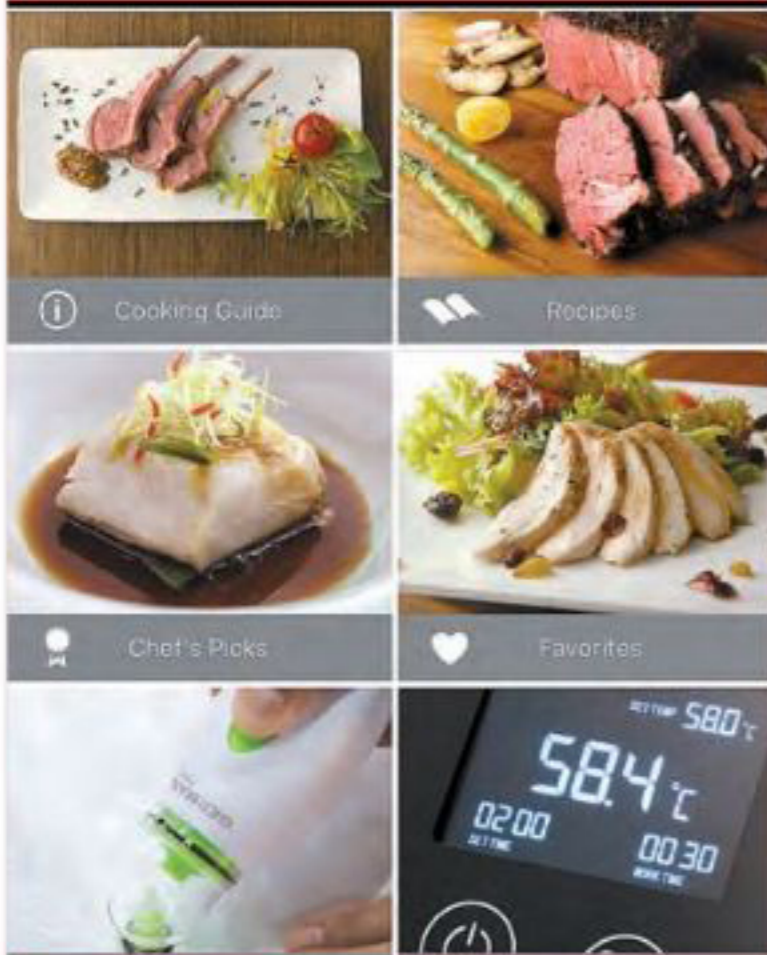 Cooking Guide
Recipes
Chef's Picks
Favorites
SET TEMP 58.0 °C
58.4 °C
02:00
SET TIME
00:30
WORK TIME